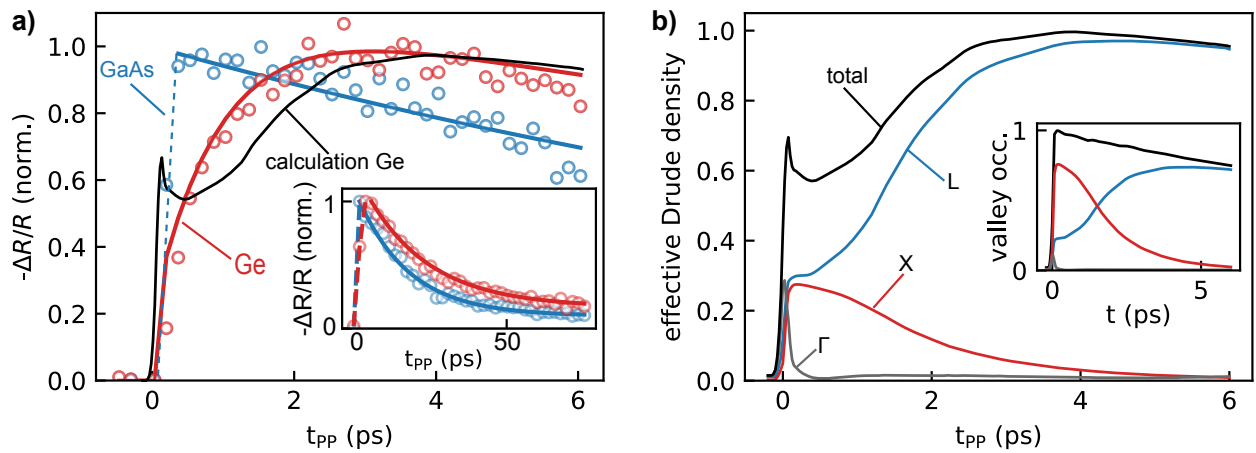 a)
-ΔR/R (norm.)
1.0
0.8
0.6
0.4
0.2
0.0
GaAs
Ge
calculation Ge
-ΔR/R (norm.)
1
0
0
50
t_PP (ps)
0
2
4
6
t_PP (ps)
b)
effective Drude density
1.0
0.8
0.6
0.4
0.2
0.0
total
L
X
Γ
valley occ.
1
0
0
5
t (ps)
0
2
4
6
t_PP (ps)